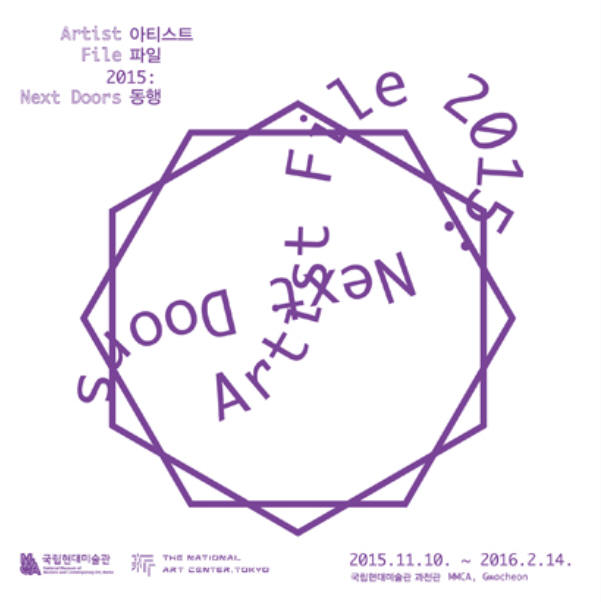 Artist 아티스트
File 파일
2015:
Next Doors 동행
Artist File 2015:
Next Doors
국립현대미술관
THE NATIONAL
ART CENTER, TOKYO
2015.11.10. ~ 2016.2.14.
국립현대미술관 과천관 MMCA, Gwacheon